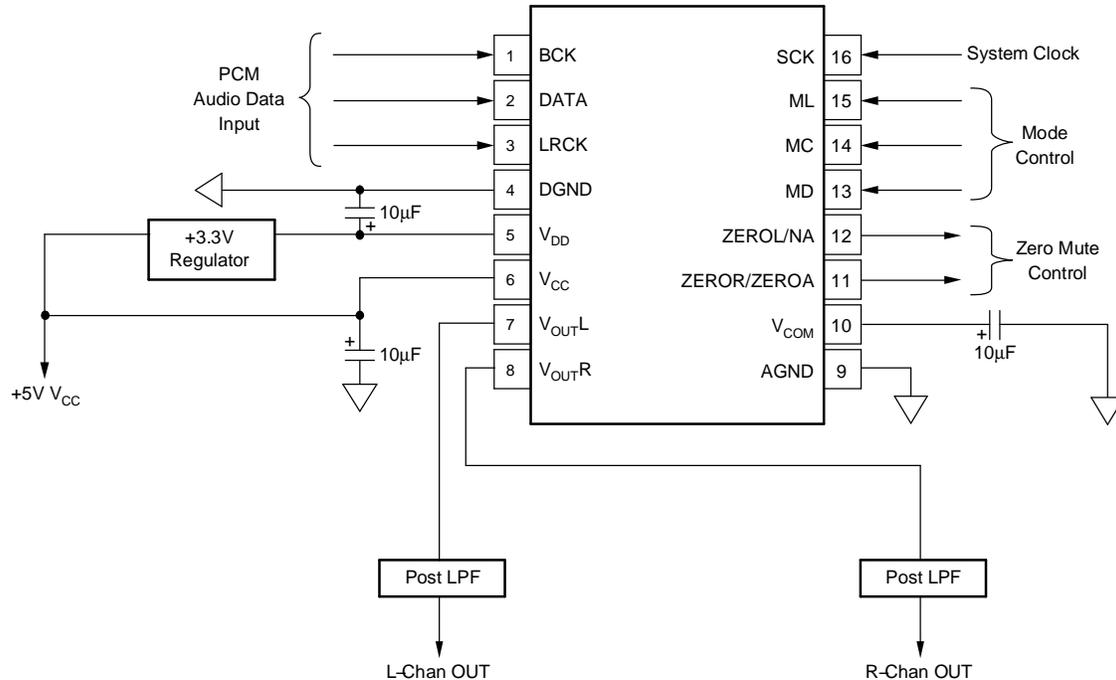 PCM
Audio Data
Input
1
BCK
2
DATA
3
LRCK
4
DGND
5
VDD
6
VCC
7
VOUTL
8
VOUTR
SCK
16
System Clock
ML
15
MC
14
MD
13
Mode
Control
ZEROL/NA
12
ZEROR/ZEROA
11
Zero Mute
Control
VCOM
10
+
10μF
AGND
9
10μF
+
+3.3V
Regulator
+
10μF
+5V VCC
Post LPF
Post LPF
L–Chan OUT
R–Chan OUT